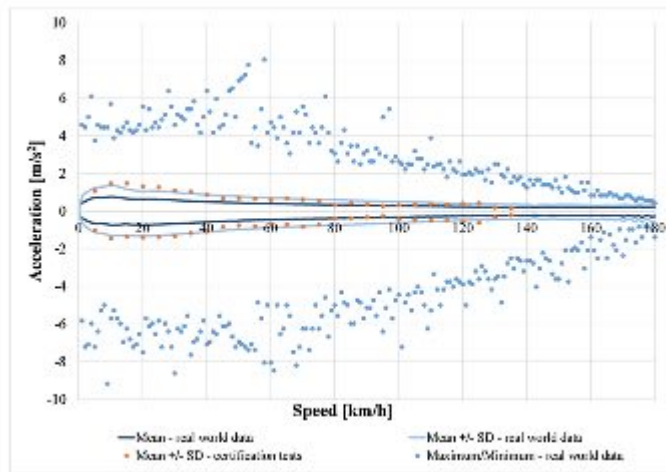 10
8
6
4
2
0
-2
-4
-6
-8
-10
Acceleration [m/s²]
0 20 40 60 80 100 120 140 160 180
Speed [km/h]
Mean - real world data
Mean +/- SD - real world data
Mean +/- SD - certification tests
Maximum/Minimum - real world data